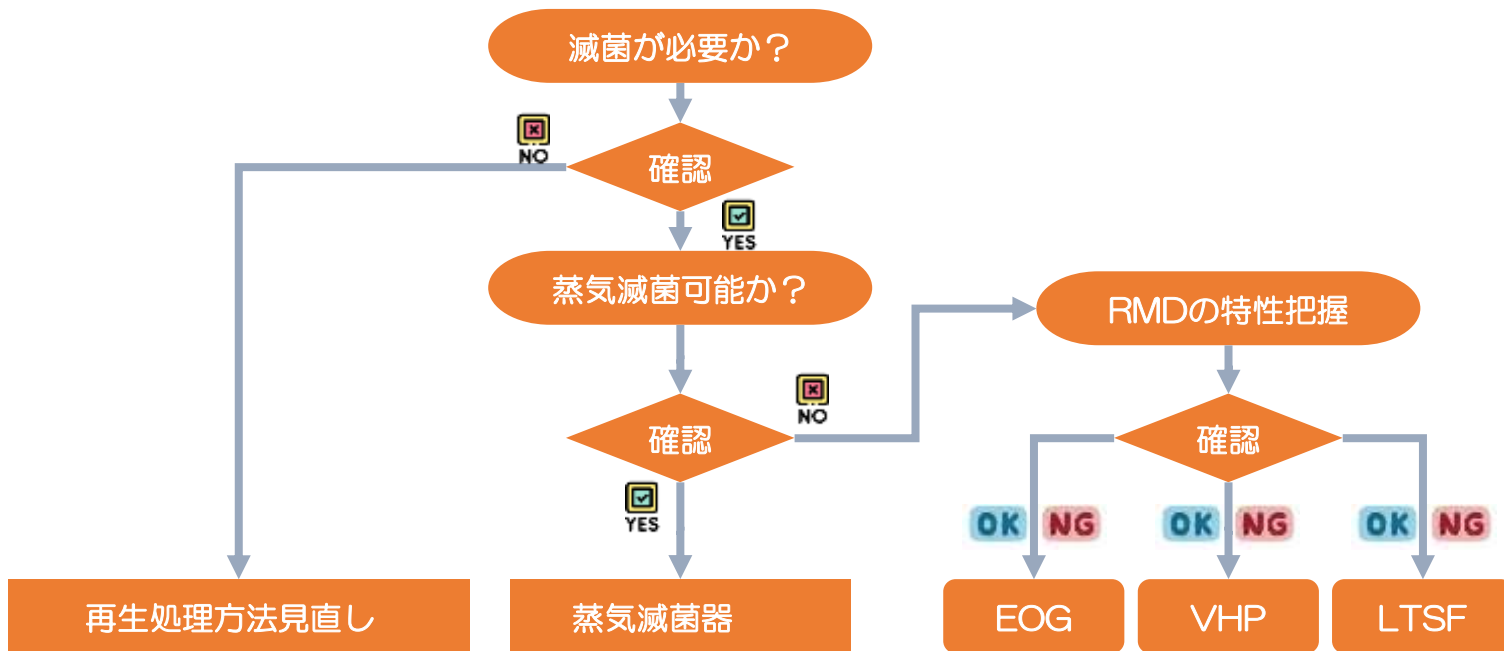 滅菌が必要か？
NO
確認
YES
蒸気滅菌可能か？
RMDの特性把握
NO
確認
確認
YES
OK NG
OK NG
OK NG
再生処理方法見直し
蒸気滅菌器
EOG
VHP
LTSF